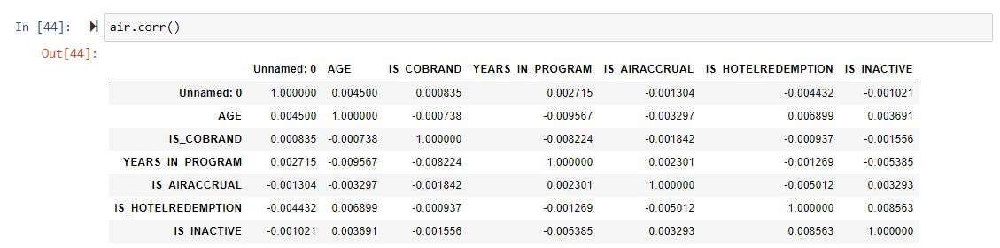 In [44]: air.corr()
Out[44]:
Unnamed: 0 AGE IS_COBRAND YEARS_IN_PROGRAM IS_AIRACCRUAL IS_HOTELREDEMPTION IS_INACTIVE
Unnamed: 0 1.000000 0.004500 0.000835 0.002715 -0.001304 -0.004432 -0.001021
AGE 0.004500 1.000000 -0.000738 -0.009567 -0.003297 0.006899 0.003691
IS_COBRAND 0.000835 -0.000738 1.000000 -0.008224 -0.001842 -0.000937 -0.001556
YEARS_IN_PROGRAM 0.002715 -0.009567 -0.008224 1.000000 0.002301 -0.001269 -0.005385
IS_AIRACCRUAL -0.001304 -0.003297 -0.001842 0.002301 1.000000 -0.005012 0.003293
IS_HOTELREDEMPTION -0.004432 0.006899 -0.000937 -0.001269 -0.005012 1.000000 0.008563
IS_INACTIVE -0.001021 0.003691 -0.001556 -0.005385 0.003293 0.008563 1.000000